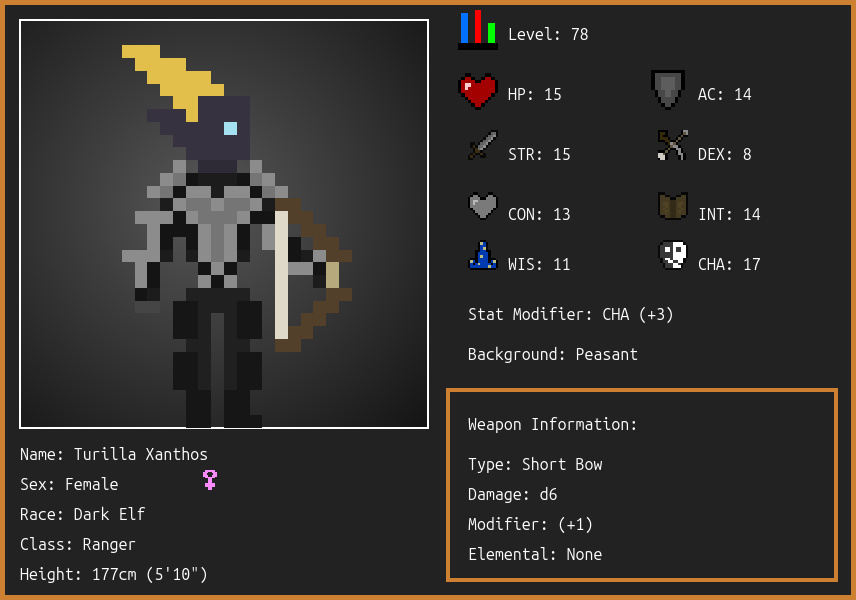 Level: 78
HP: 15
AC: 14
STR: 15
DEX: 8
CON: 13
INT: 14
WIS: 11
CHA: 17
Stat Modifier: CHA (+3)
Background: Peasant
Weapon Information:
Type: Short Bow
Damage: d6
Modifier: (+1)
Elemental: None
Name: Turilla Xanthos
Sex: Female
Race: Dark Elf
Class: Ranger
Height: 177cm (5'10")